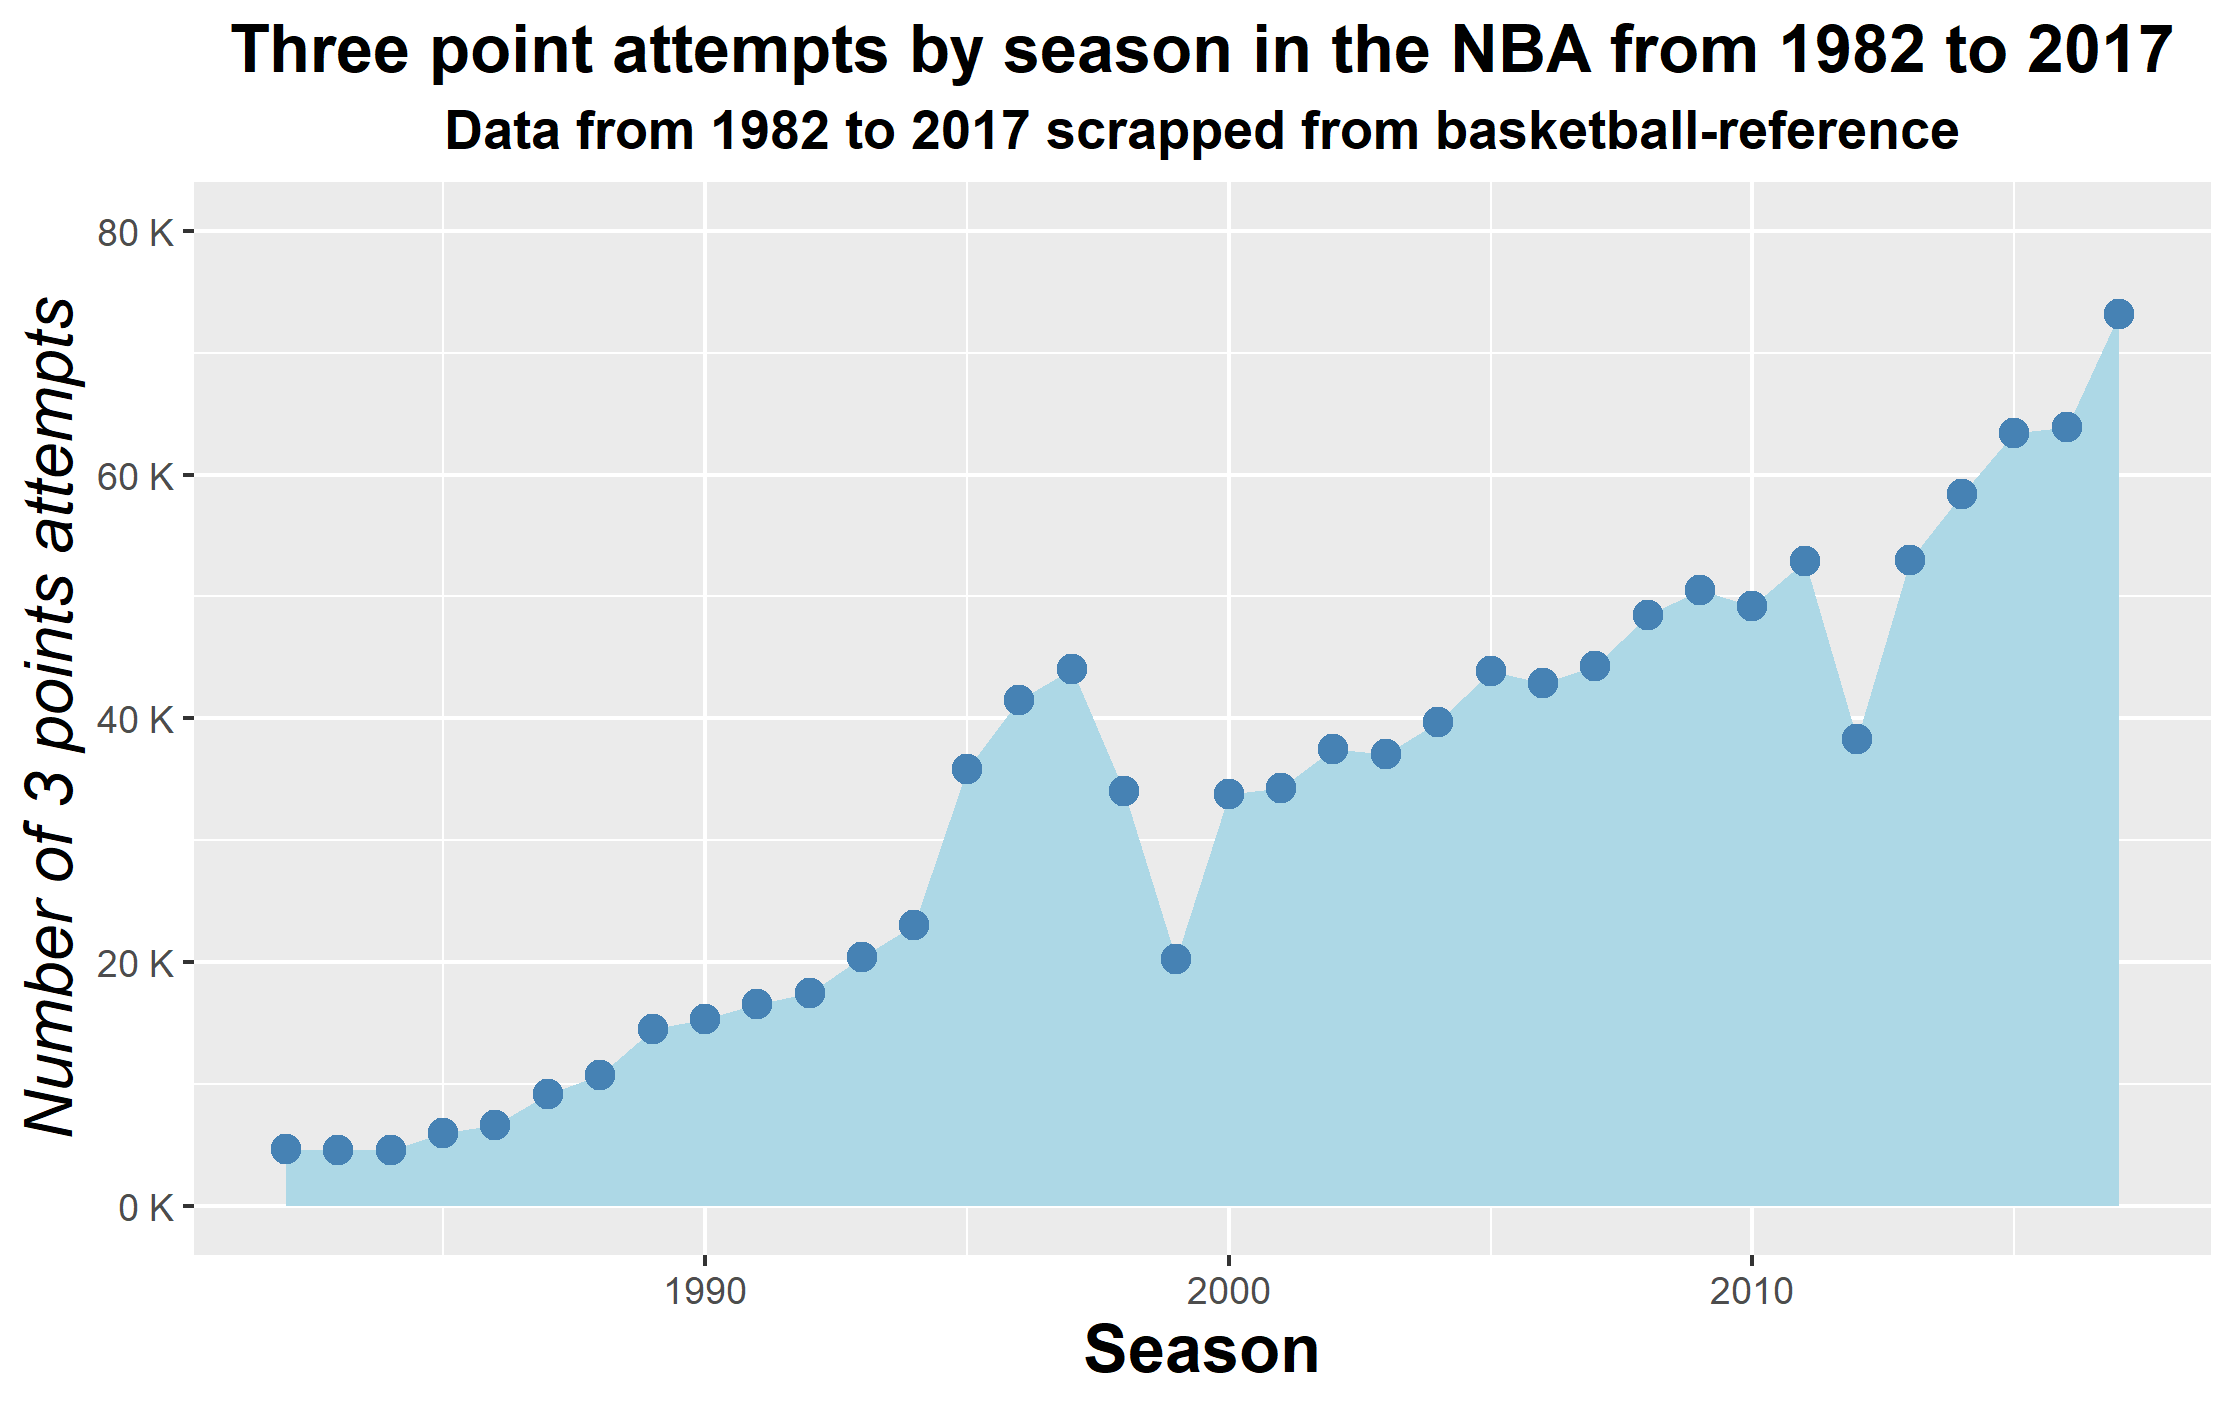 Three point attempts by season in the NBA from 1982 to 2017
Data from 1982 to 2017 scrapped from basketball-reference
Number of 3 points attempts
80 K
60 K
40 K
20 K
0 K
1990 2000 2010
Season